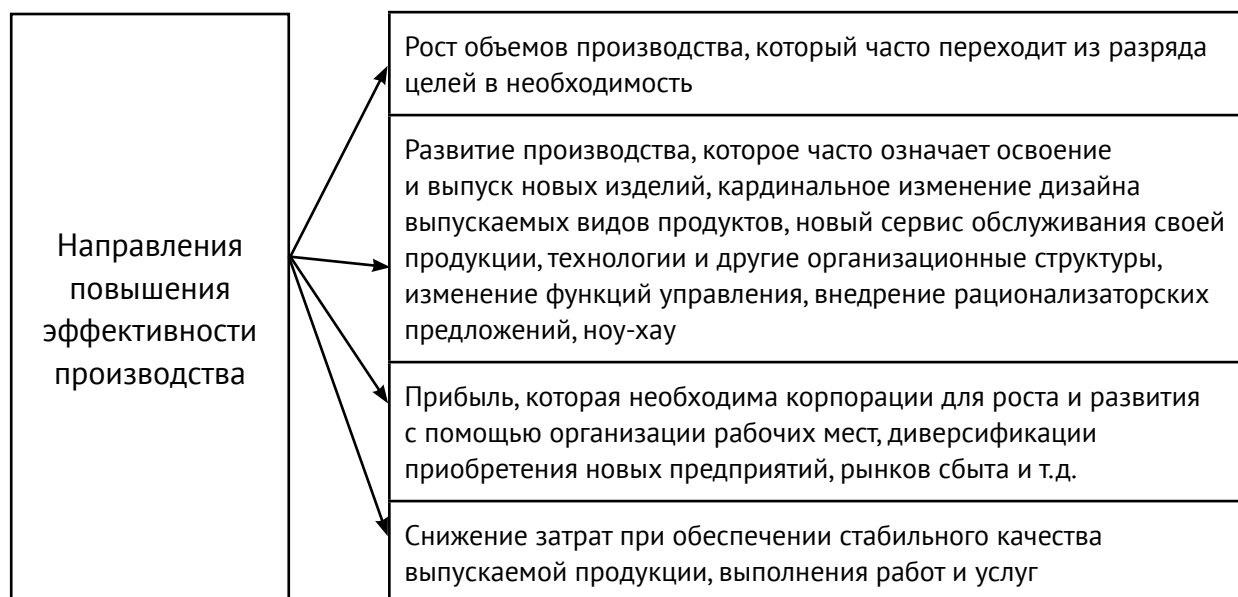 Направления
повышения
эффективности
производства
Рост объемов производства, который часто переходит из разряда
целей в необходимость
Развитие производства, которое часто означает освоение
и выпуск новых изделий, кардинальное изменение дизайна
выпускаемых видов продуктов, новый сервис обслуживания своей
продукции, технологии и другие организационные структуры,
изменение функций управления, внедрение рационализаторских
предложений, ноу-хау
Прибыль, которая необходима корпорации для роста и развития
с помощью организации рабочих мест, диверсификации
приобретения новых предприятий, рынков сбыта и т.д.
Снижение затрат при обеспечении стабильного качества
выпускаемой продукции, выполнения работ и услуг